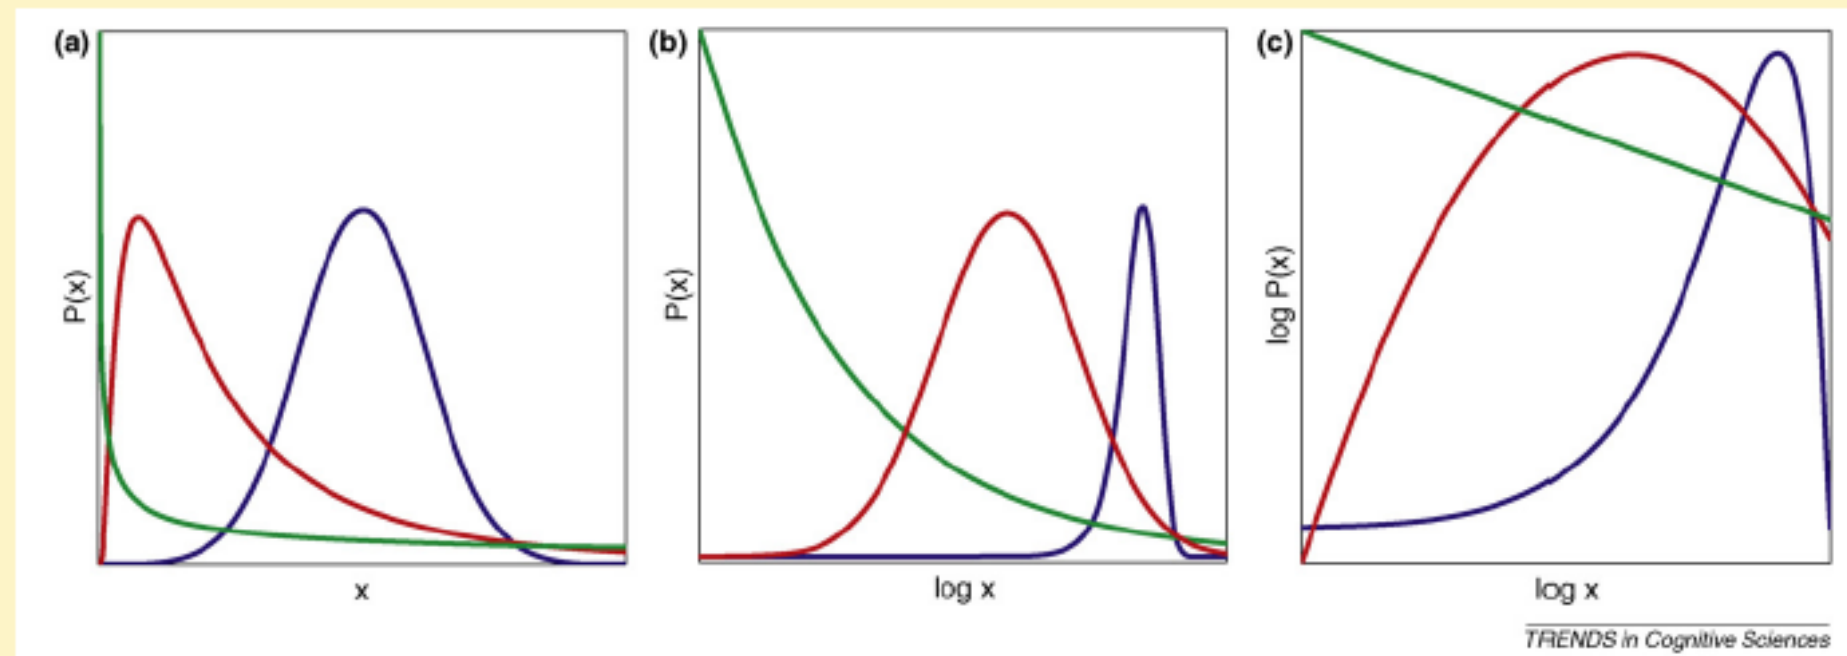 (a)
P(x)
x
(b)
P(x)
log x
(c)
log P(x)
log x
TRENDS in Cognitive Sciences